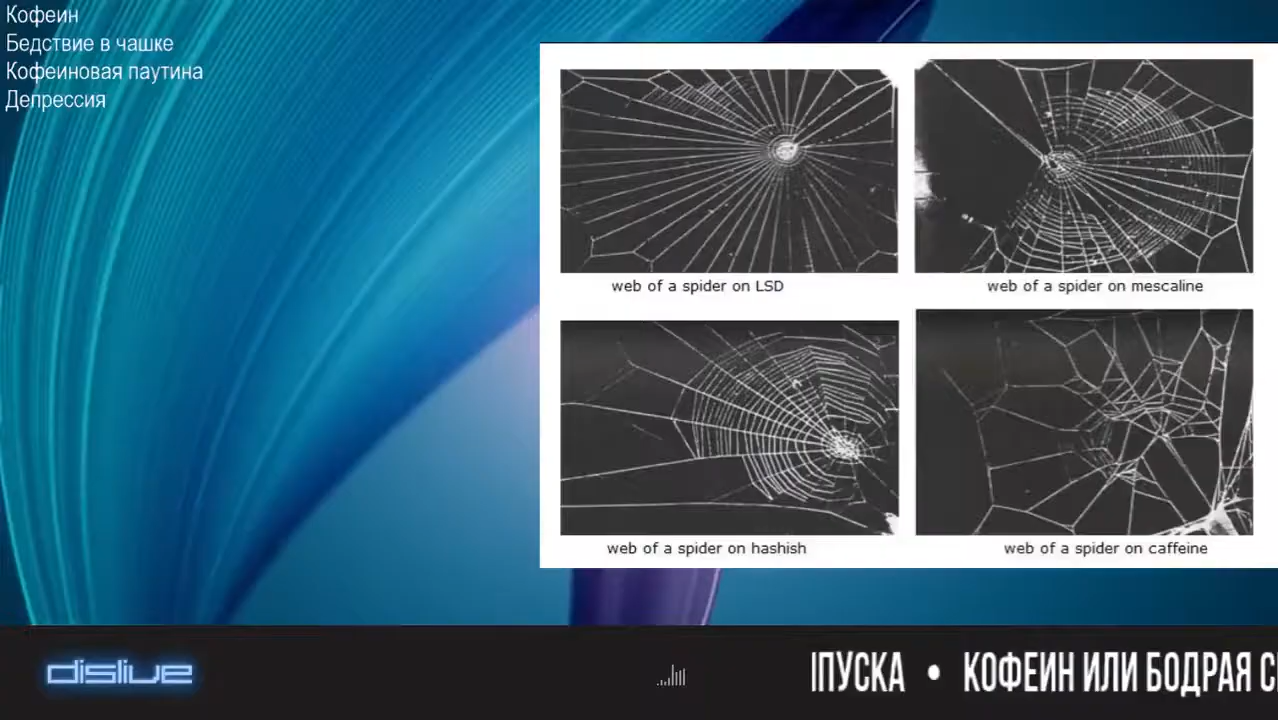 Кофеин
Бедствие в чашке
Кофеиновая паутина
Депрессия
web of a spider on LSD
web of a spider on mescaline
web of a spider on hashish
web of a spider on caffeine
dislive
ПУСКА • КОФЕИН ИЛИ БОДРАЯ